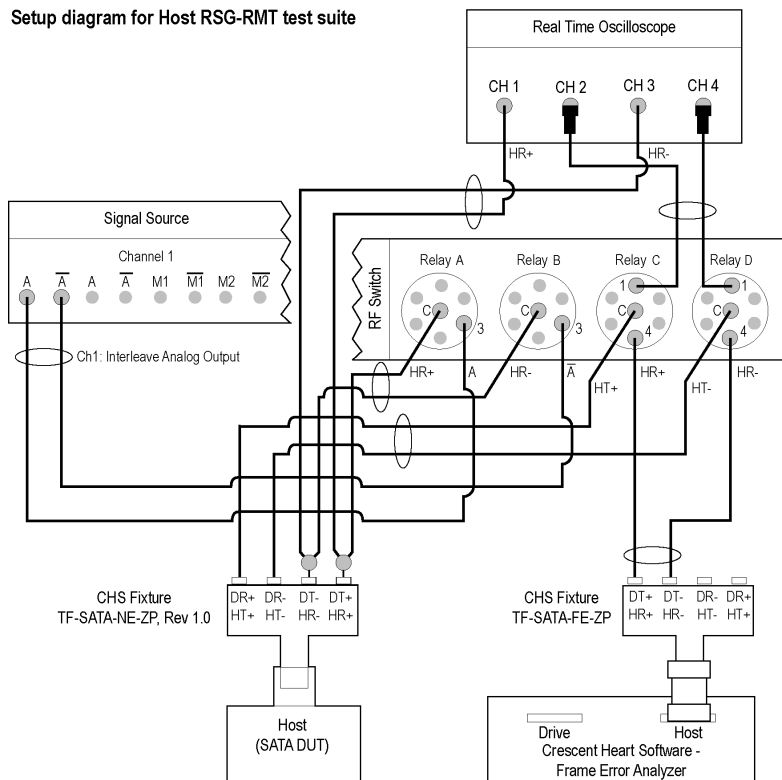 Setup diagram for Host RSG-RMT test suite
Real Time Oscilloscope
CH 1 CH 2 CH 3 CH 4
HR+ HR-
Signal Source
Channel 1
A A̅ A A̅ M1 M̅1̅ M2 M̅2̅
Ch1: Interleave Analog Output
RF Switch
Relay A Relay B Relay C Relay D
1 1
C C C C
3 3 4 4
HR+ A HR- A̅ HT+ HR+ HT- HR-
CHS Fixture
TF-SATA-NE-ZP, Rev 1.0
DR+ DR- DT- DT+
HT+ HT- HR- HR+
Host
(SATA DUT)
CHS Fixture
TF-SATA-FE-ZP
DT+ DT- DR- DR+
HR+ HR- HT- HT+
Drive Host
Crescent Heart Software -
Frame Error Analyzer